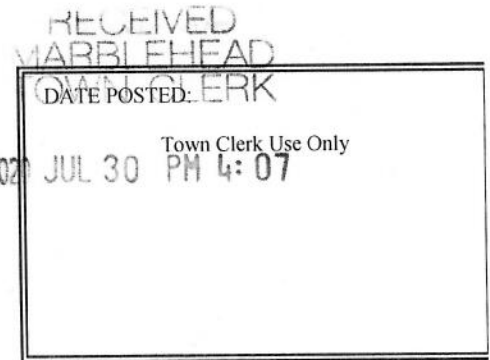 RECEIVED
MARBLEHEAD
TOWN CLERK
DATE POSTED:
Town Clerk Use Only
JUL 30 PM 4: 07